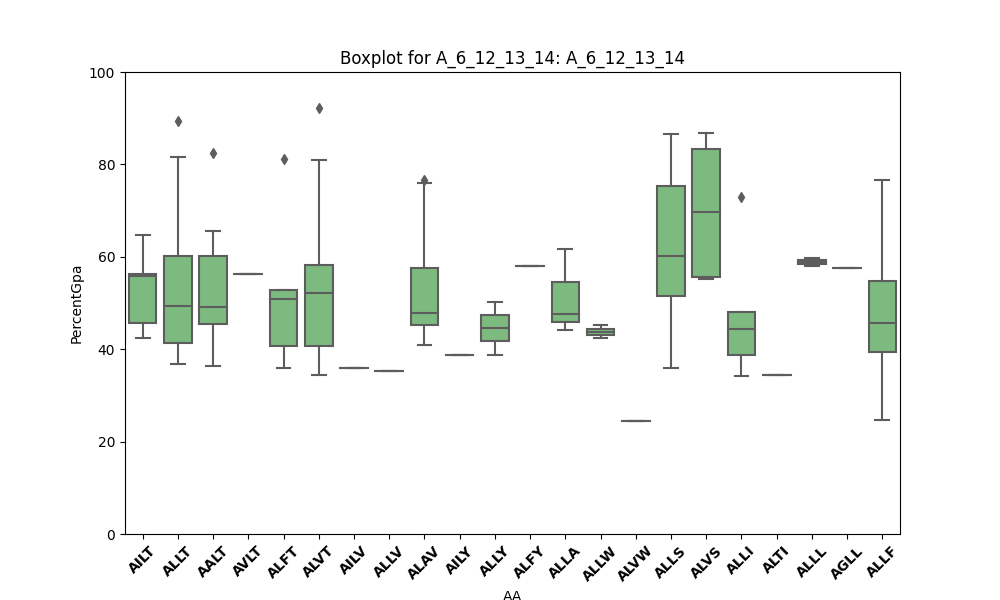 Boxplot for A_6_12_13_14: A_6_12_13_14
100
80
60
40
20
0
PercentGpa
AILT ALLT AALT AVLT ALFT ALVT AILV ALLV ALAV AILY ALLY ALFY ALLA ALLW ALVW ALLS ALVS ALLI ALTI ALLL AGLL ALLF
AA